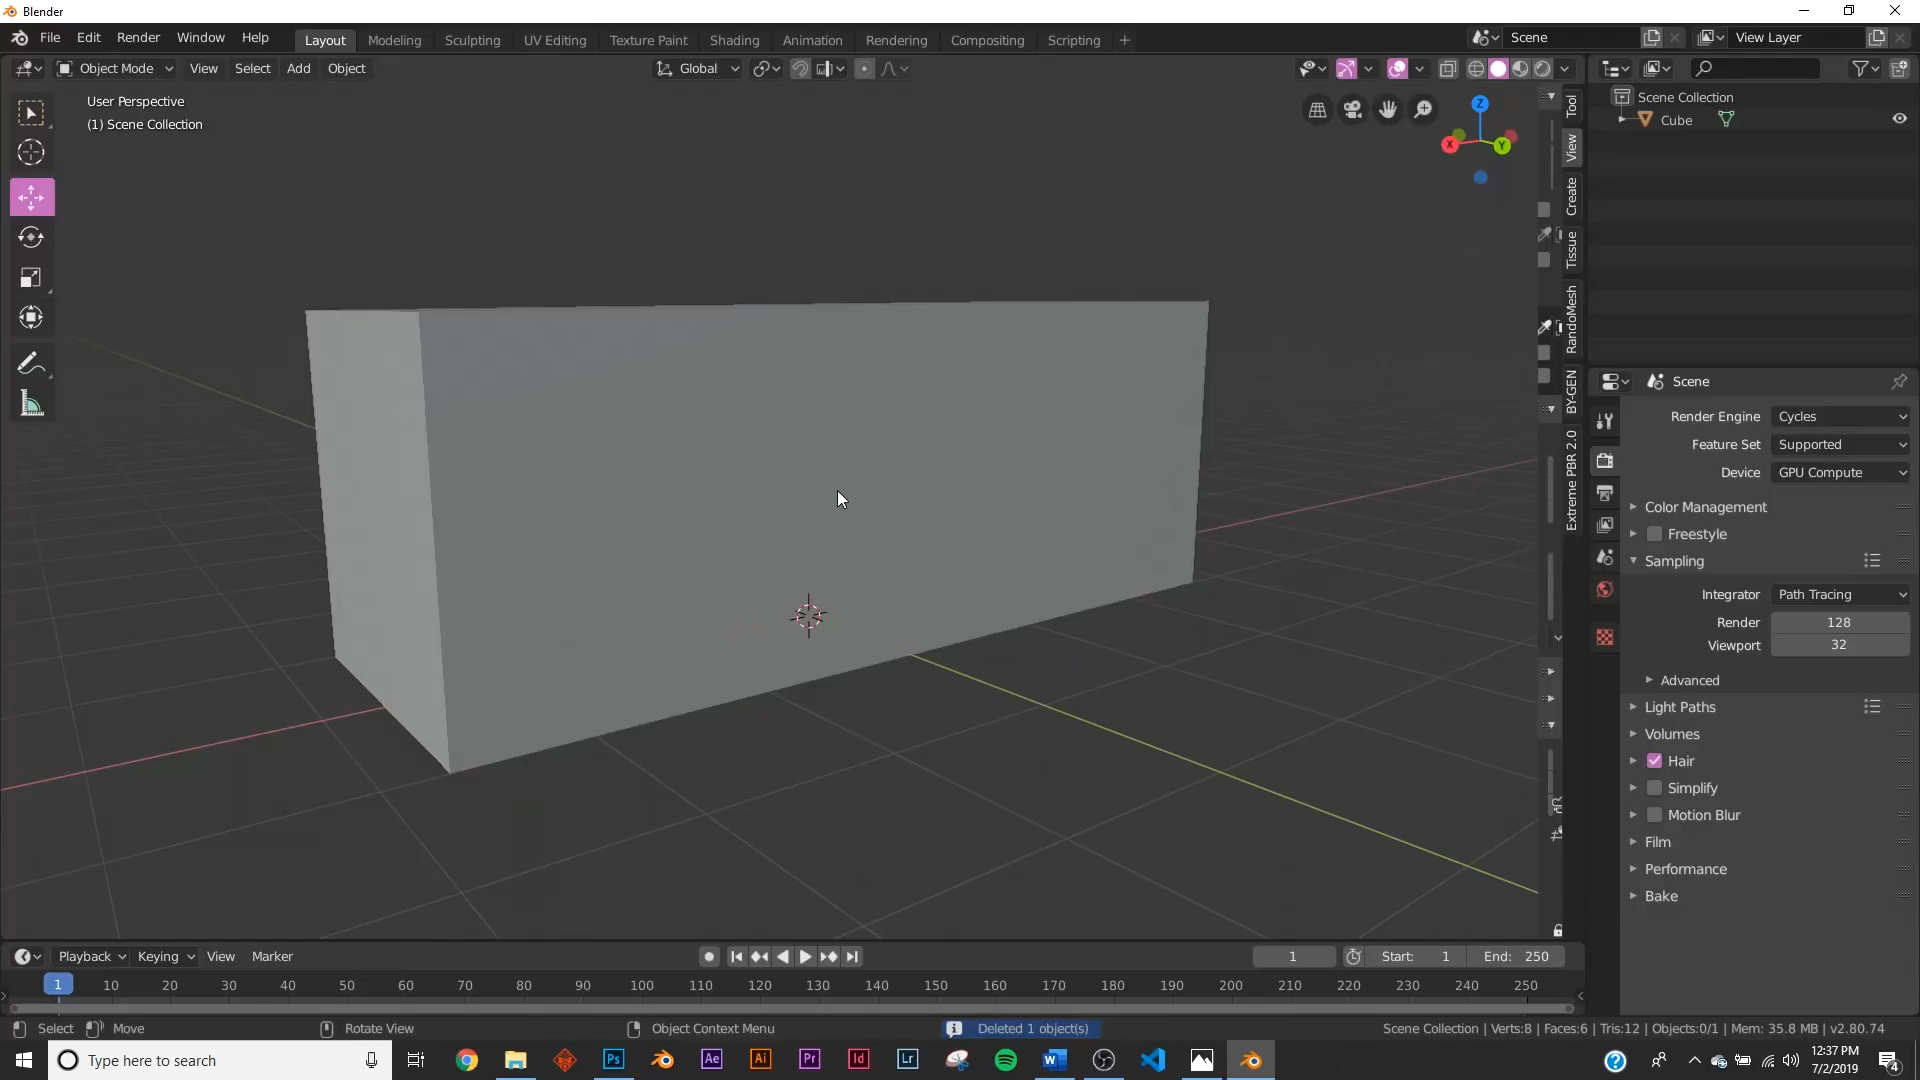 Blender
File Edit Render Window Help Layout Modeling Sculpting UV Editing Texture Paint Shading Animation Rendering Compositing Scripting + Scene View Layer
Object Mode View Select Add Object Global
User Perspective
(1) Scene Collection
Z
X
Y
Tool
View
Create
Tissue
RandoMesh
BY-GEN
Extreme PBR 2.0
Scene Collection
Cube
Scene
Render Engine Cycles
Feature Set Supported
Device GPU Compute
Color Management
Freestyle
Sampling
Integrator Path Tracing
Render 128
Viewport 32
Advanced
Light Paths
Volumes
Hair
Simplify
Motion Blur
Film
Performance
Bake
Playback Keying View Marker 1 Start: 1 End: 250
1 10 20 30 40 50 60 70 80 90 100 110 120 130 140 150 160 170 180 190 200 210 220 230 240 250
Select Move Rotate View Object Context Menu Deleted 1 object(s) Scene Collection | Verts:8 | Faces:6 | Tris:12 | Objects:0/1 | Mem: 35.8 MB | v2.80.74
Type here to search Ps Ae Ai Pr Id Lr 12:37 PM
7/2/2019
4